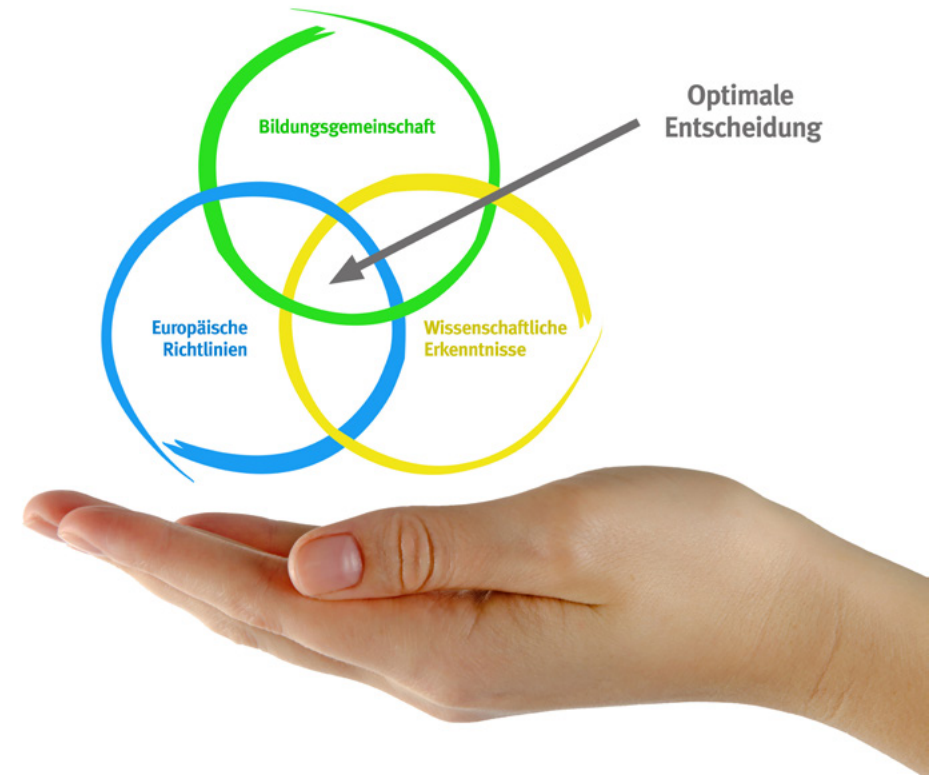 Bildungsgemeinschaft
Optimale
Entscheidung
Europäische
Richtlinien
Wissenschaftliche
Erkenntnisse